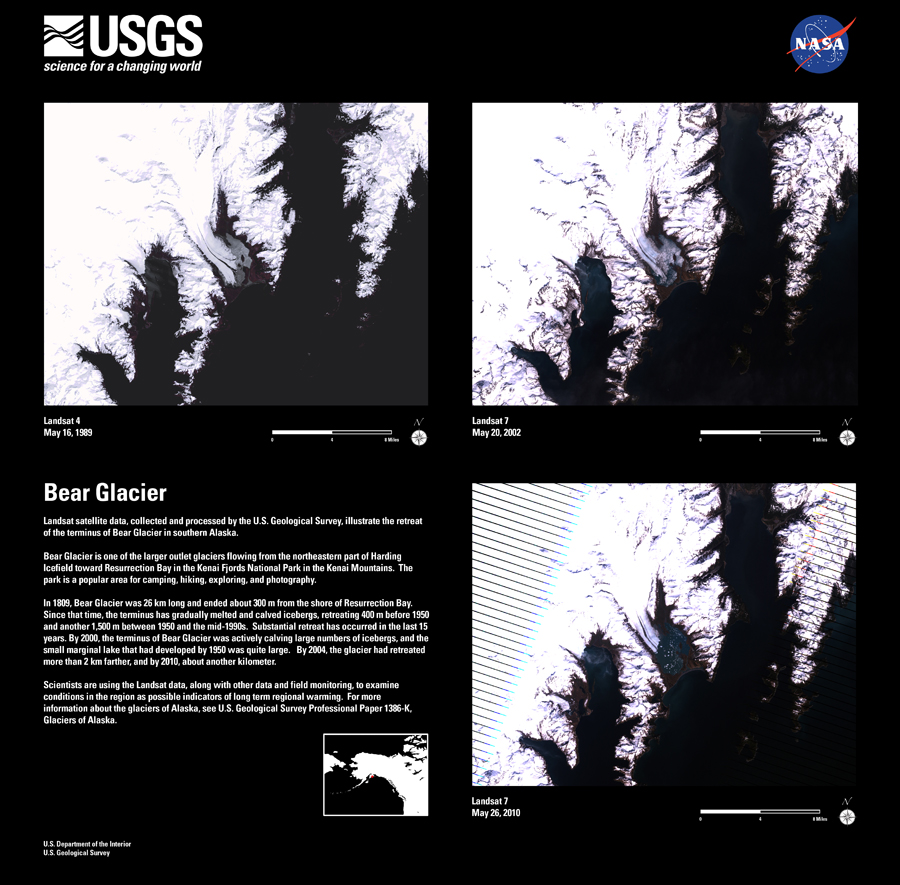 USGS
science for a changing world
NASA
Landsat 4
May 16, 1989
0 4 8 Miles
N
Landsat 7
May 20, 2002
0 4 8 Miles
N
Bear Glacier
Landsat satellite data, collected and processed by the U.S. Geological Survey, illustrate the retreat
of the terminus of Bear Glacier in southern Alaska.
Bear Glacier is one of the larger outlet glaciers flowing from the northeastern part of Harding
Icefield toward Resurrection Bay in the Kenai Fjords National Park in the Kenai Mountains. The
park is a popular area for camping, hiking, exploring, and photography.
In 1809, Bear Glacier was 26 km long and ended about 300 m from the shore of Resurrection Bay.
Since that time, the terminus has gradually melted and calved icebergs, retreating 400 m before 1950
and another 1,500 m between 1950 and the mid-1990s. Substantial retreat has occurred in the last 15
years. By 2000, the terminus of Bear Glacier was actively calving large numbers of icebergs, and the
small marginal lake that had developed by 1950 was quite large. By 2004, the glacier had retreated
more than 2 km farther, and by 2010, about another kilometer.
Scientists are using the Landsat data, along with other data and field monitoring, to examine
conditions in the region as possible indicators of long term regional warming. For more
information about the glaciers of Alaska, see U.S. Geological Survey Professional Paper 1386-K,
Glaciers of Alaska.
Landsat 7
May 26, 2010
0 4 8 Miles
N
U.S. Department of the Interior
U.S. Geological Survey